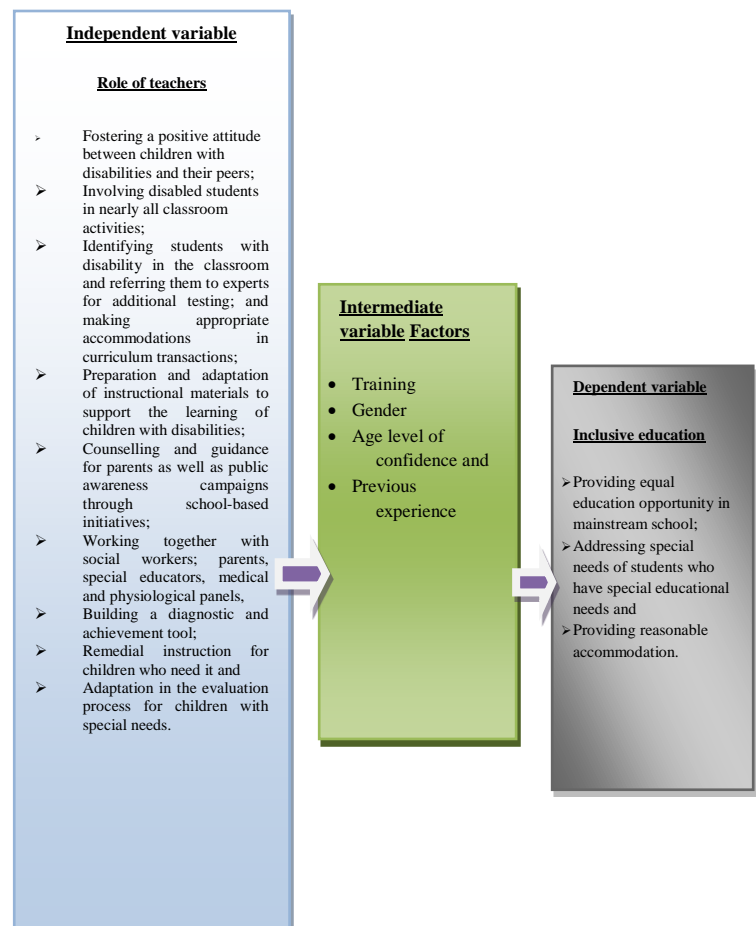 Independent variable
Role of teachers
➢ Fostering a positive attitude
between children with
disabilities and their peers;
➢ Involving disabled students
in nearly all classroom
activities;
➢ Identifying students with
disability in the classroom
and referring them to experts
for additional testing; and
making appropriate
accommodations in
curriculum transactions;
➢ Preparation and adaptation
of instructional materials to
support the learning of
children with disabilities;
➢ Counselling and guidance
for parents as well as public
awareness campaigns
through school-based
initiatives;
➢ Working together with
social workers; parents,
special educators, medical
and physiological panels,
➢ Building a diagnostic and
achievement tool;
➢ Remedial instruction for
children who need it and
➢ Adaptation in the evaluation
process for children with
special needs.
Intermediate
variable Factors
• Training
• Gender
• Age level of
confidence and
• Previous
experience
Dependent variable
Inclusive education
➢ Providing equal
education opportunity in
mainstream school;
➢ Addressing special
needs of students who
have special educational
needs and
➢ Providing reasonable
accommodation.